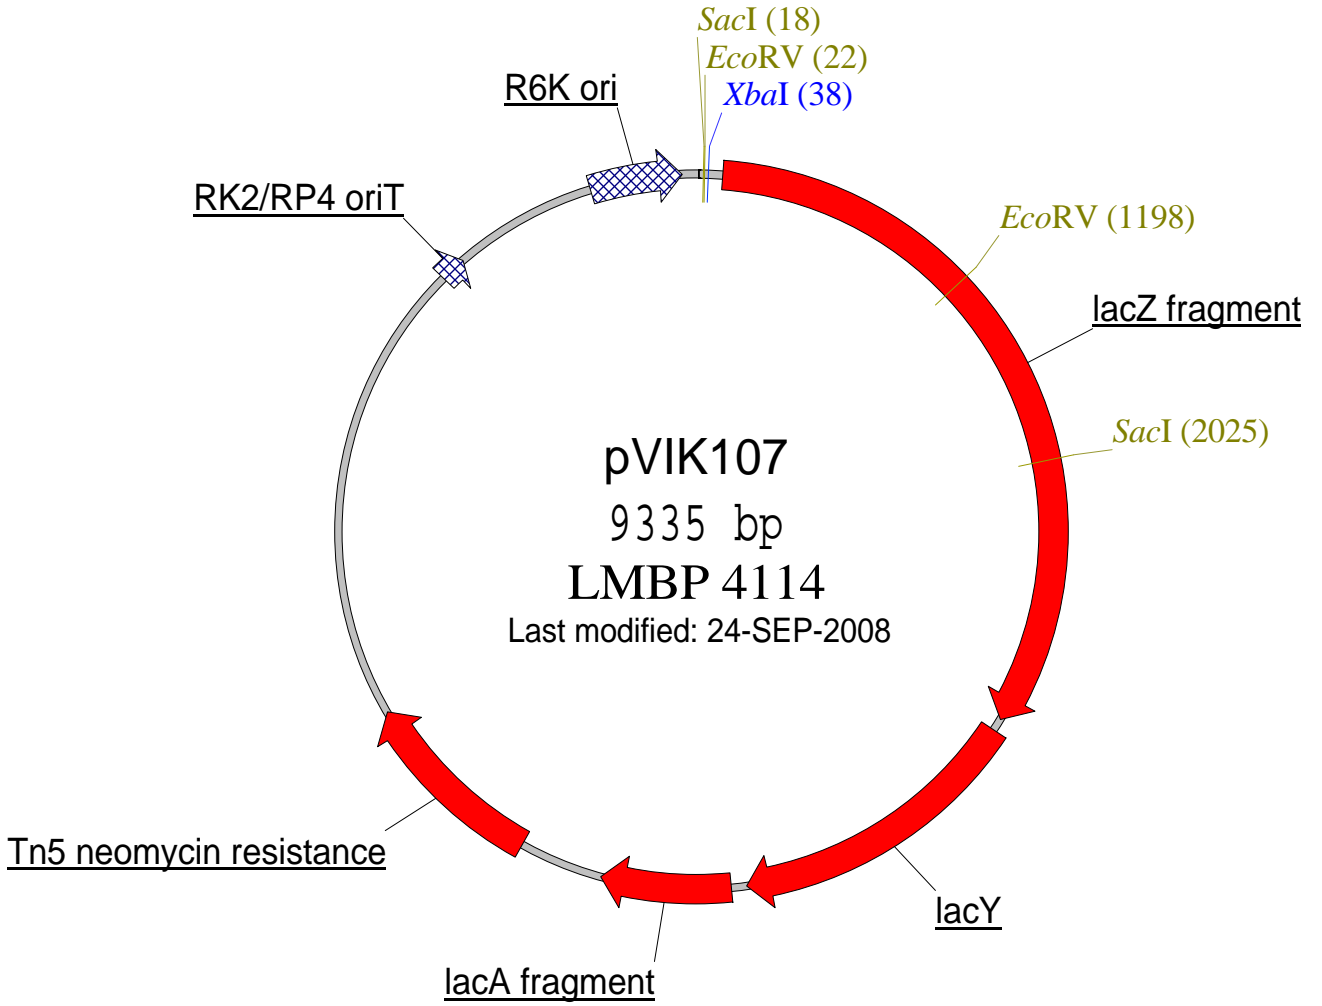 SacI (18)
EcoRV (22)
XbaI (38)
R6K ori
RK2/RP4 oriT
EcoRV (1198)
lacZ fragment
SacI (2025)
pVIK107
9335 bp
LMBP 4114
Last modified: 24-SEP-2008
Tn5 neomycin resistance
lacY
lacA fragment